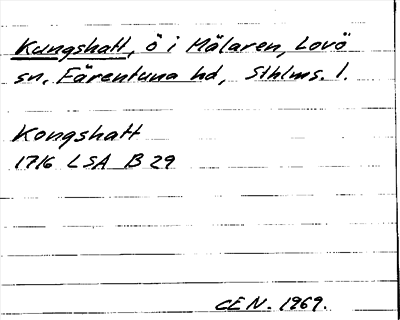 Kungshatt, ö i Mälaren, Lovö
sn, Färentuna hd, Sthlms. l.
Kongshatt
1716 LSA B 29
CEN. 1969.